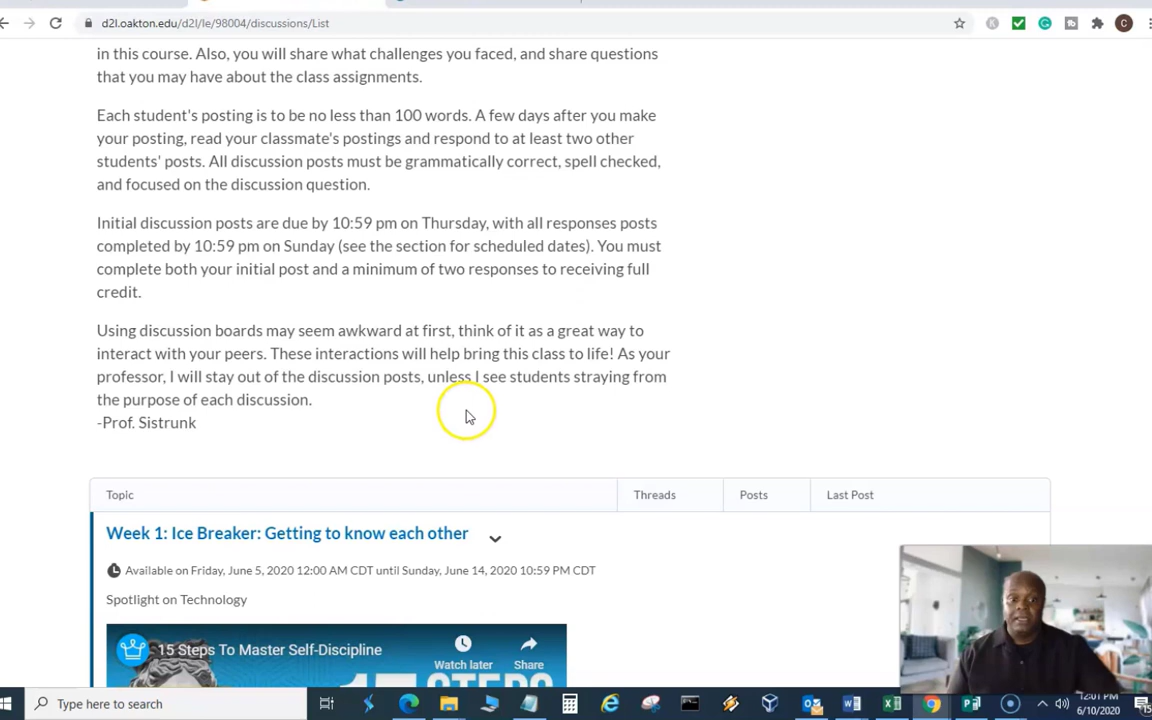 d2l.oakton.edu/d2l/le/98004/discussions/List
K
C
in this course. Also, you will share what challenges you faced, and share questions
that you may have about the class assignments.
Each student's posting is to be no less than 100 words. A few days after you make
your posting, read your classmate's postings and respond to at least two other
students' posts. All discussion posts must be grammatically correct, spell checked,
and focused on the discussion question.
Initial discussion posts are due by 10:59 pm on Thursday, with all responses posts
completed by 10:59 pm on Sunday (see the section for scheduled dates). You must
complete both your initial post and a minimum of two responses to receiving full
credit.
Using discussion boards may seem awkward at first, think of it as a great way to
interact with your peers. These interactions will help bring this class to life! As your
professor, I will stay out of the discussion posts, unless I see students straying from
the purpose of each discussion.
-Prof. Sistrunk
Topic Threads Posts Last Post
Week 1: Ice Breaker: Getting to know each other
Available on Friday, June 5, 2020 12:00 AM CDT until Sunday, June 14, 2020 10:59 PM CDT
Spotlight on Technology
15 Steps To Master Self-Discipline
Watch later Share
Type here to search
12:01 PM
6/10/2020